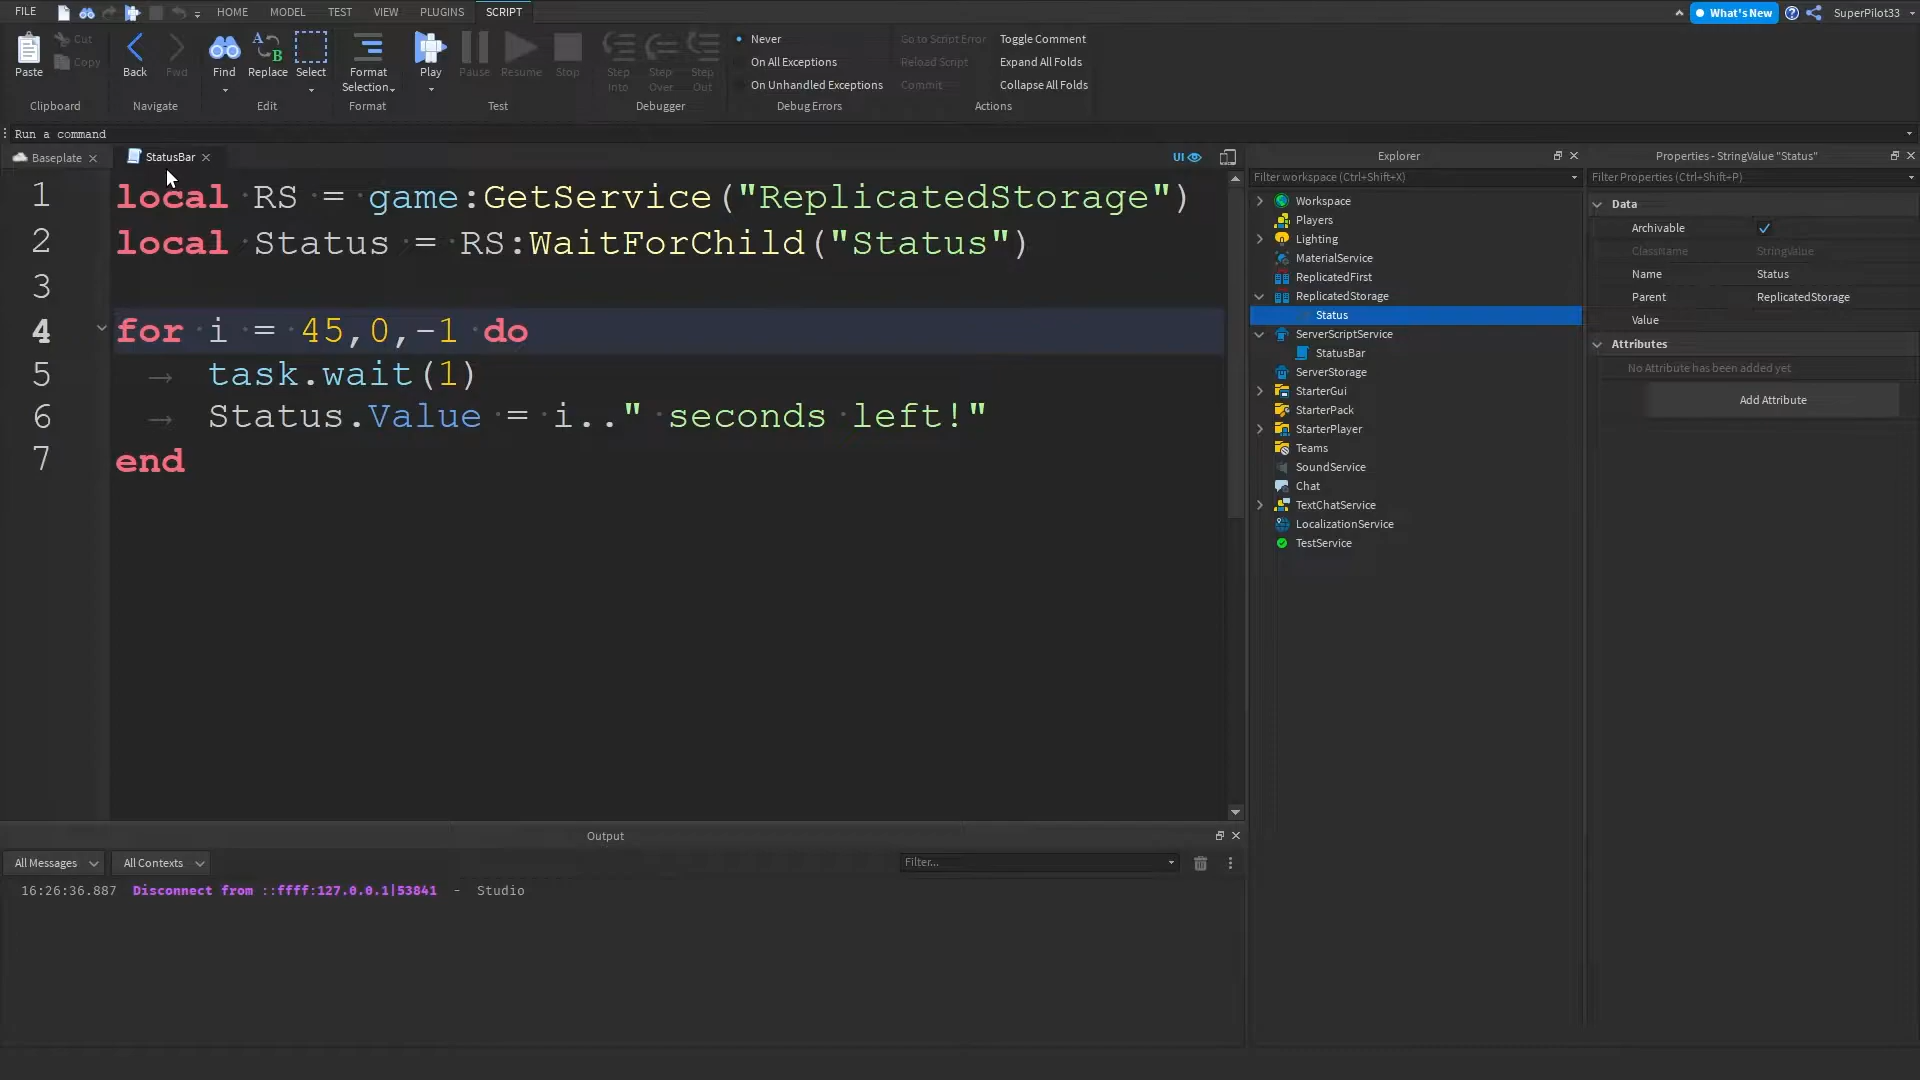 FILE HOME MODEL TEST VIEW PLUGINS SCRIPT What's New SuperPilot33
Paste Cut Copy Back Fwd Find Replace Select Format Selection Play Pause Resume Stop Step Into Step Over Step Out
Never
On All Exceptions
On Unhandled Exceptions
Go to Script Error
Reload Script
Commit
Toggle Comment
Expand All Folds
Collapse All Folds
Clipboard Navigate Edit Format Test Debugger Debug Errors Actions
Run a command
Baseplate StatusBar UI
1 local RS = game:GetService("ReplicatedStorage")
2 local Status = RS:WaitForChild("Status")
3
4 for i = 45,0,-1 do
5 task.wait(1)
6 Status.Value = i.." seconds left!"
7 end
Output
All Messages All Contexts Filter...
16:26:36.887 Disconnect from ::ffff:127.0.0.1|53841 - Studio
Explorer
Filter workspace (Ctrl+Shift+X)
Workspace
Players
Lighting
MaterialService
ReplicatedFirst
ReplicatedStorage
Status
ServerScriptService
StatusBar
ServerStorage
StarterGui
StarterPack
StarterPlayer
Teams
SoundService
Chat
TextChatService
LocalizationService
TestService
Properties - StringValue "Status"
Filter Properties (Ctrl+Shift+P)
Data
Archivable
ClassName StringValue
Name Status
Parent ReplicatedStorage
Value
Attributes
No Attribute has been added yet
Add Attribute